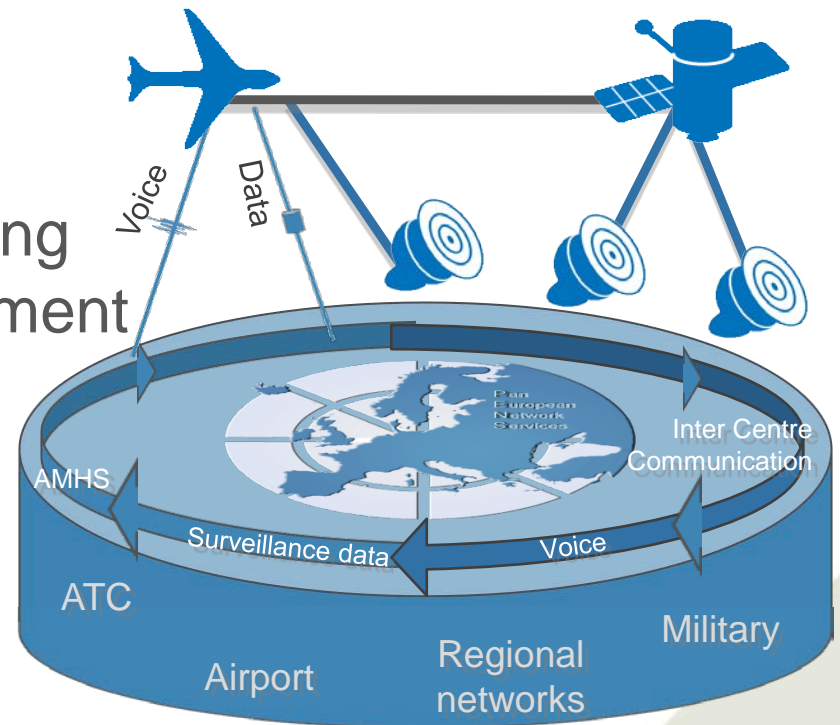 Voice
Data
ng
ment
Pan
European
Network
Services
Inter Centre
Communication
AMHS
Surveillance data
Voice
ATC
Military
Regional
networks
Airport